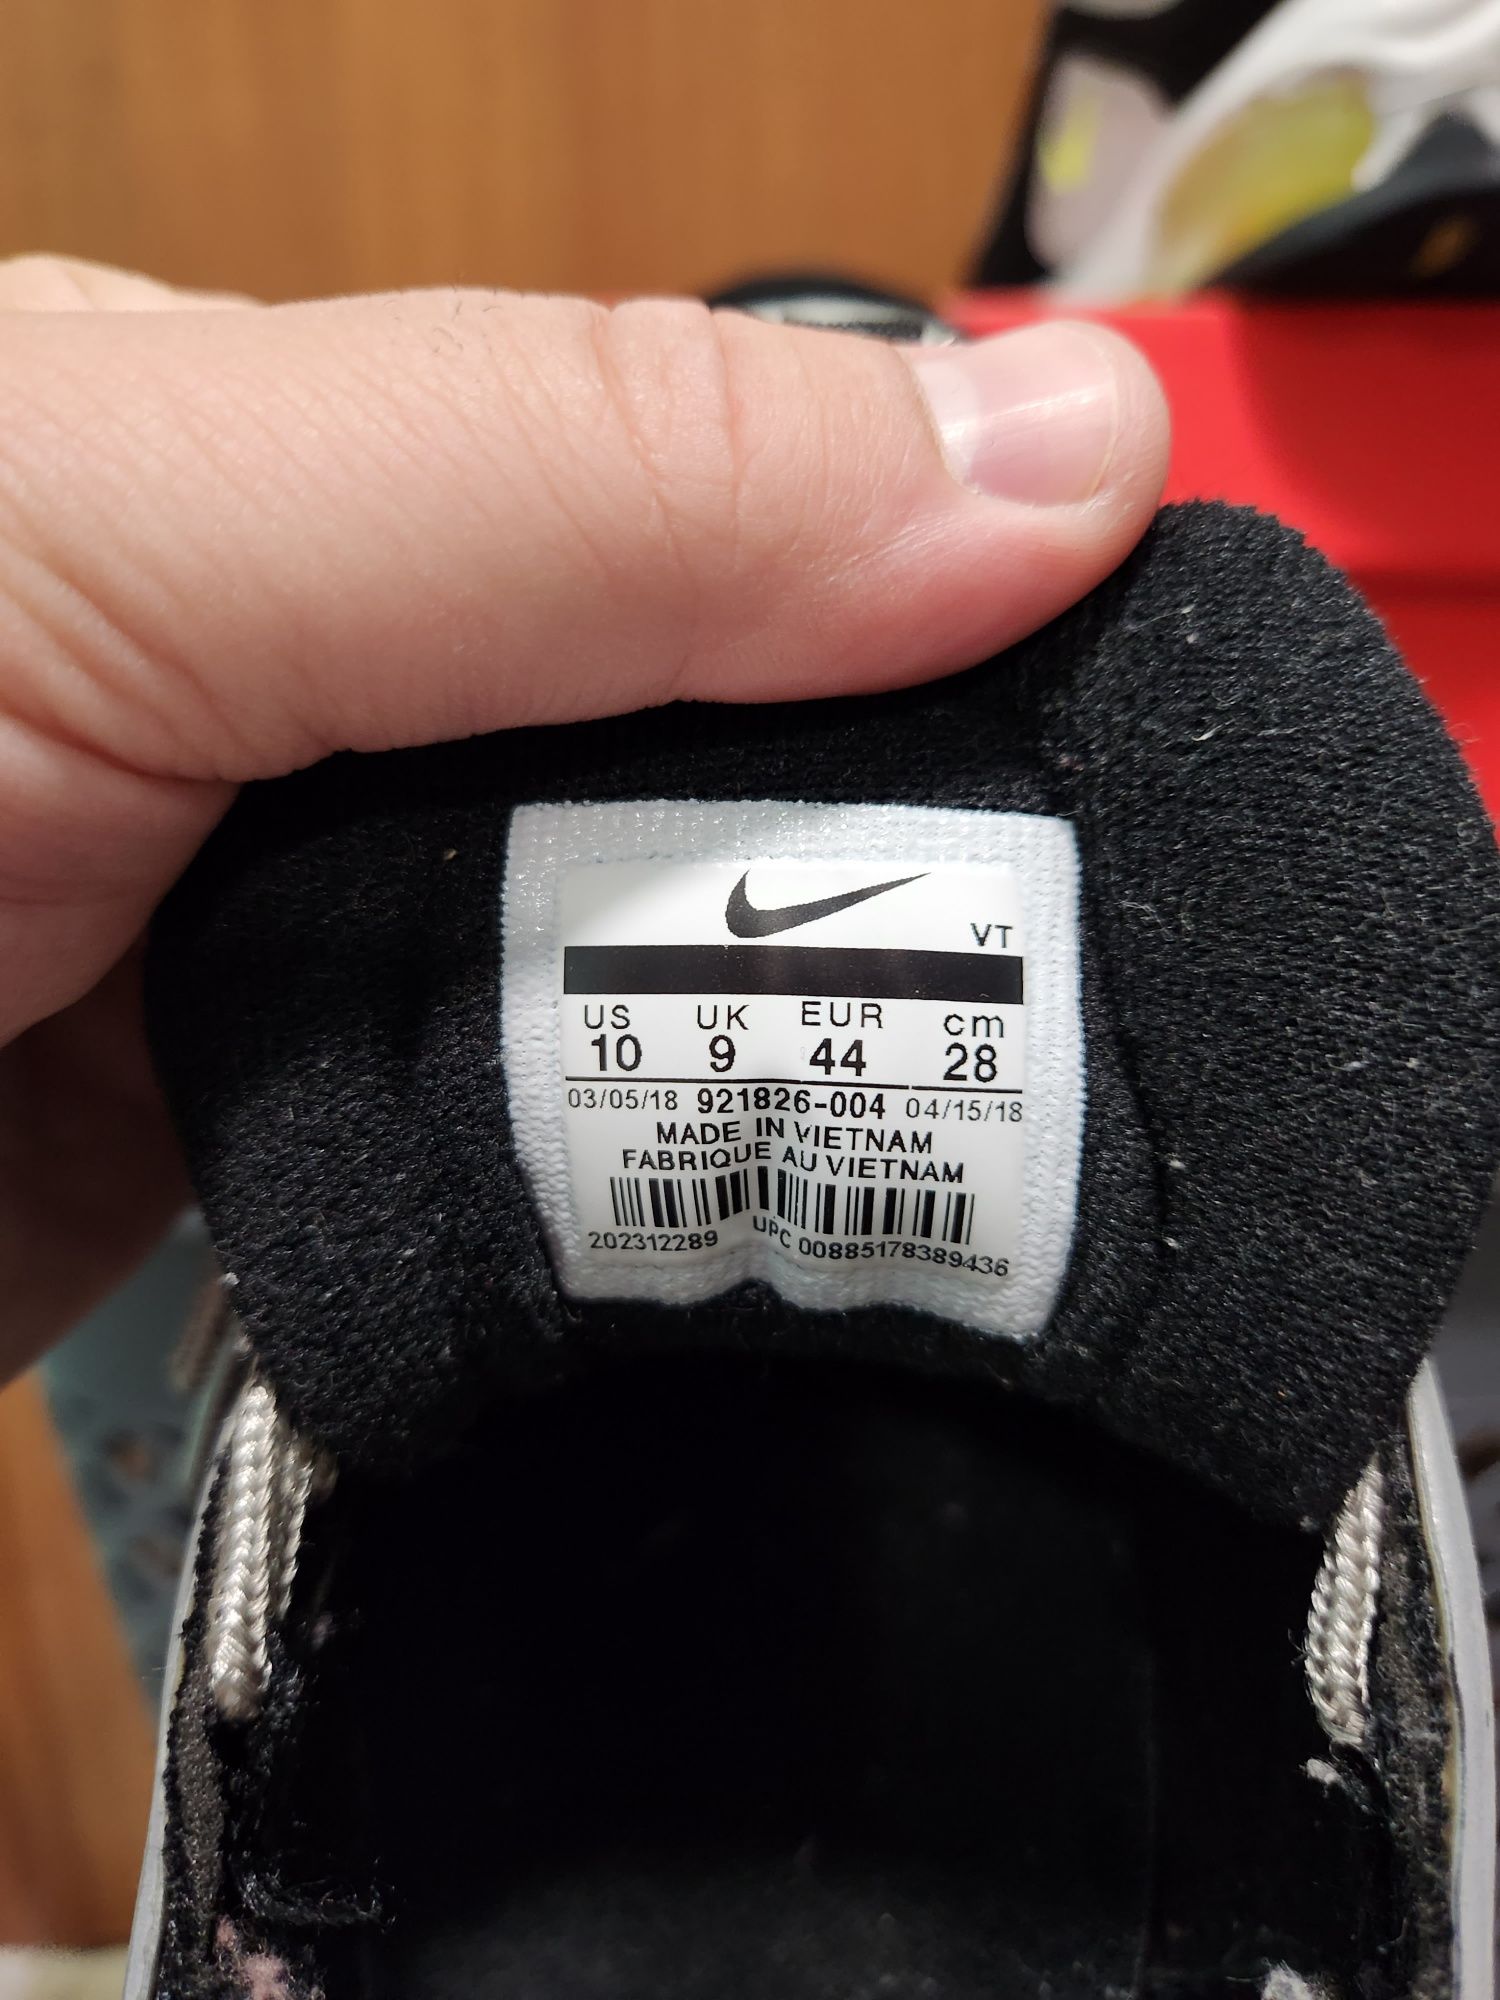 VT
US UK EUR cm
10 9 44 28
03/05/18 921826-004 04/15/18
MADE IN VIETNAM
FABRIQUE AU VIETNAM
202312289 UPC 00885178389436